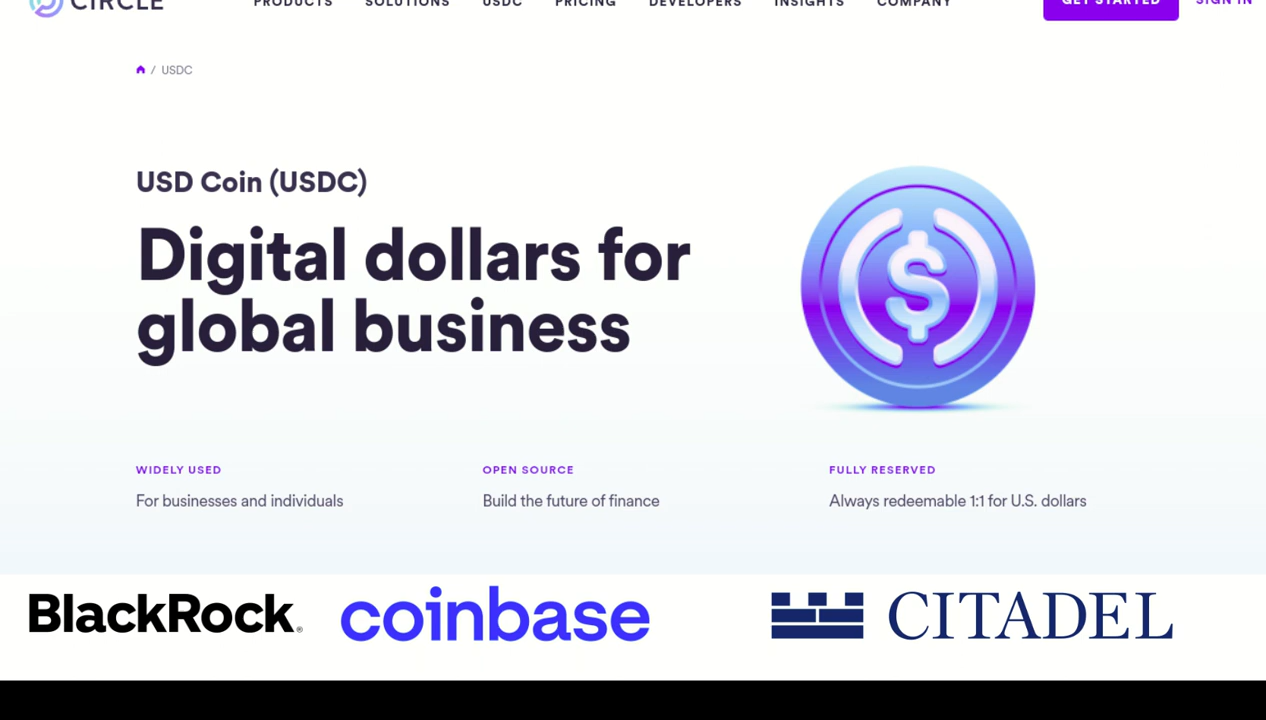 CIRCLE PRODUCTS SOLUTIONS USDC PRICING DEVELOPERS INSIGHTS COMPANY GET STARTED SIGN IN
/ USDC
USD Coin (USDC)
Digital dollars for
global business
WIDELY USED OPEN SOURCE FULLY RESERVED
For businesses and individuals Build the future of finance Always redeemable 1:1 for U.S. dollars
BlackRock® coinbase CITADEL